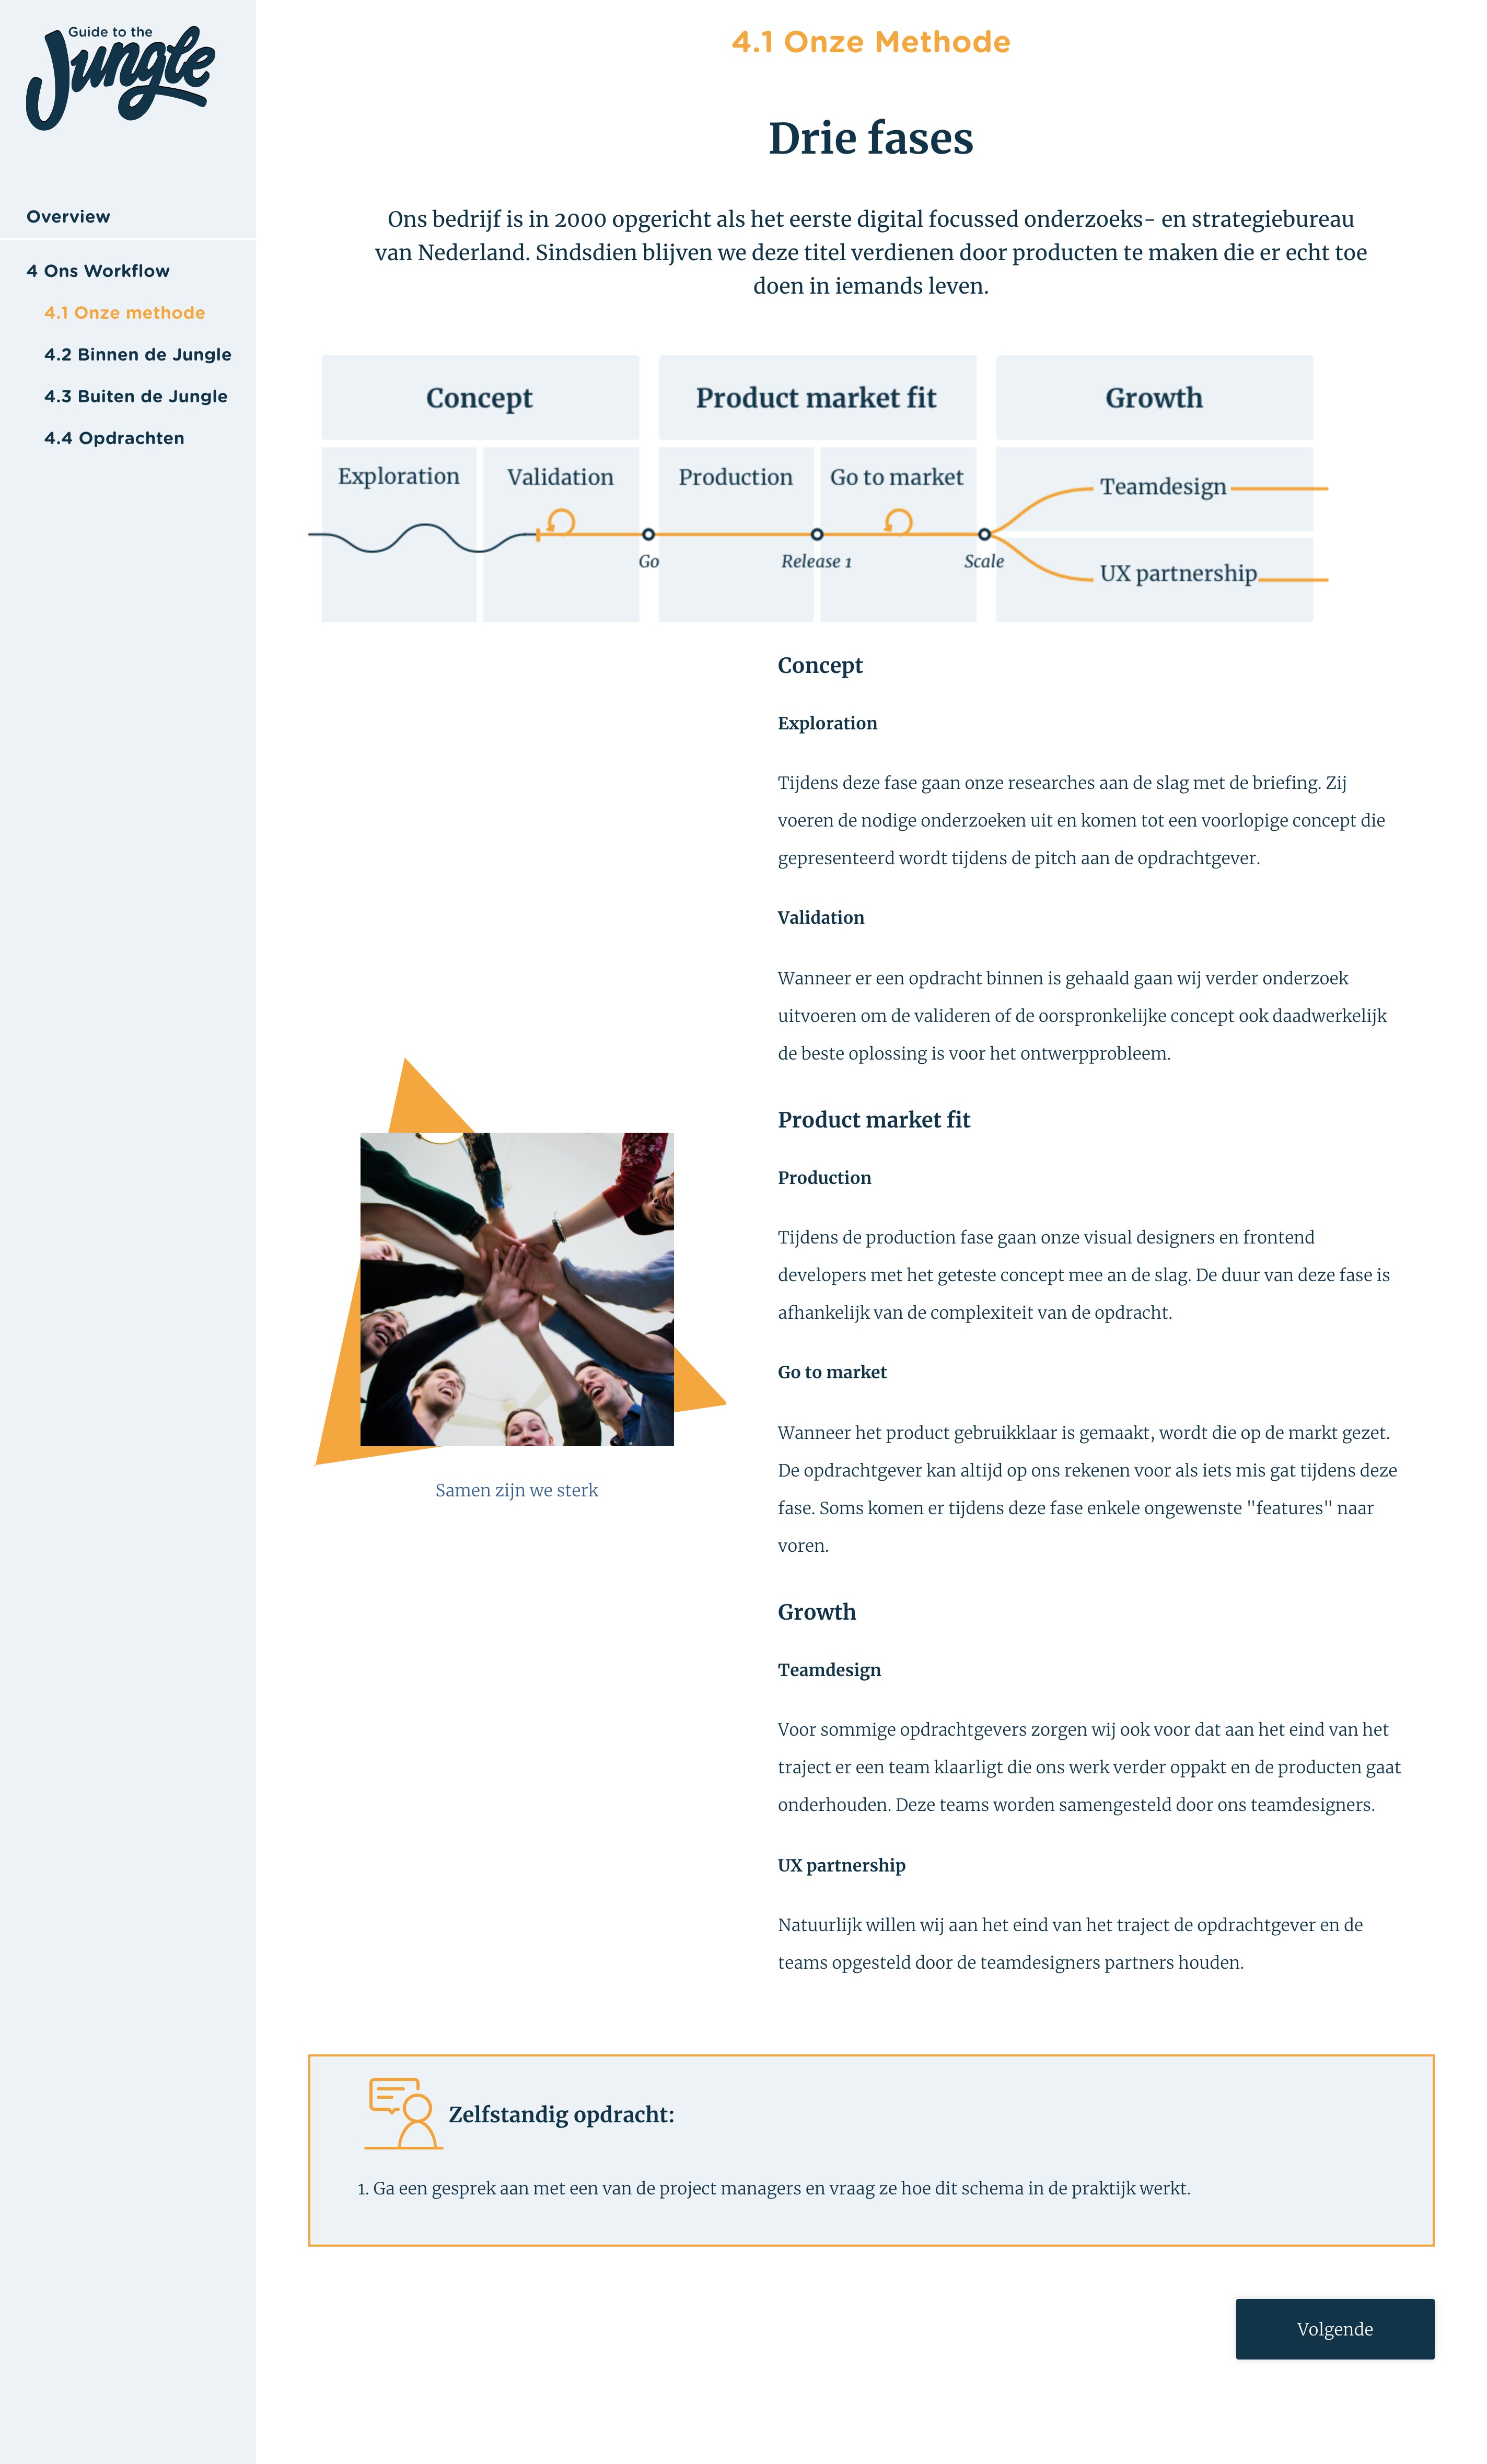 Guide to the
Jungle
Overview
4 Ons Workflow
4.1 Onze methode
4.2 Binnen de Jungle
4.3 Buiten de Jungle
4.4 Opdrachten
4.1 Onze Methode
Drie fases
Ons bedrijf is in 2000 opgericht als het eerste digital focussed onderzoeks- en strategiebureau
van Nederland. Sindsdien blijven we deze titel verdienen door producten te maken die er echt toe
doen in iemands leven.
Concept
Product market fit
Growth
Exploration
Validation
Production
Go to market
Teamdesign
Go
Release 1
Scale
UX partnership
Concept
Exploration
Tijdens deze fase gaan onze researches aan de slag met de briefing. Zij
voeren de nodige onderzoeken uit en komen tot een voorlopige concept die
gepresenteerd wordt tijdens de pitch aan de opdrachtgever.
Validation
Wanneer er een opdracht binnen is gehaald gaan wij verder onderzoek
uitvoeren om de valideren of de oorspronkelijke concept ook daadwerkelijk
de beste oplossing is voor het ontwerpprobleem.
Product market fit
Production
Tijdens de production fase gaan onze visual designers en frontend
developers met het geteste concept mee an de slag. De duur van deze fase is
afhankelijk van de complexiteit van de opdracht.
Go to market
Wanneer het product gebruikklaar is gemaakt, wordt die op de markt gezet.
De opdrachtgever kan altijd op ons rekenen voor als iets mis gat tijdens deze
fase. Soms komen er tijdens deze fase enkele ongewenste "features" naar
voren.
Samen zijn we sterk
Growth
Teamdesign
Voor sommige opdrachtgevers zorgen wij ook voor dat aan het eind van het
traject er een team klaarligt die ons werk verder oppakt en de producten gaat
onderhouden. Deze teams worden samengesteld door ons teamdesigners.
UX partnership
Natuurlijk willen wij aan het eind van het traject de opdrachtgever en de
teams opgesteld door de teamdesigners partners houden.
Zelfstandig opdracht:
1. Ga een gesprek aan met een van de project managers en vraag ze hoe dit schema in de praktijk werkt.
Volgende